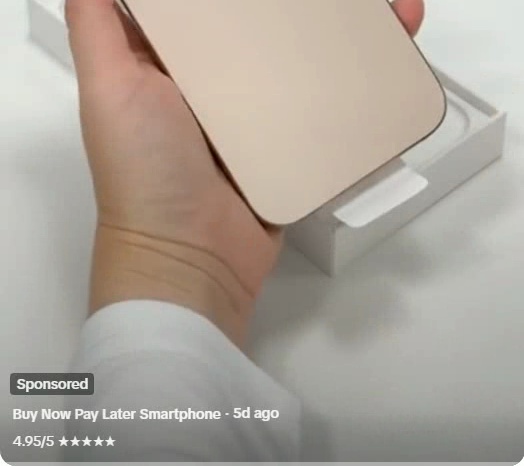 Sponsored
Buy Now Pay Later Smartphone · 5d ago
4.95/5 ★★★★★